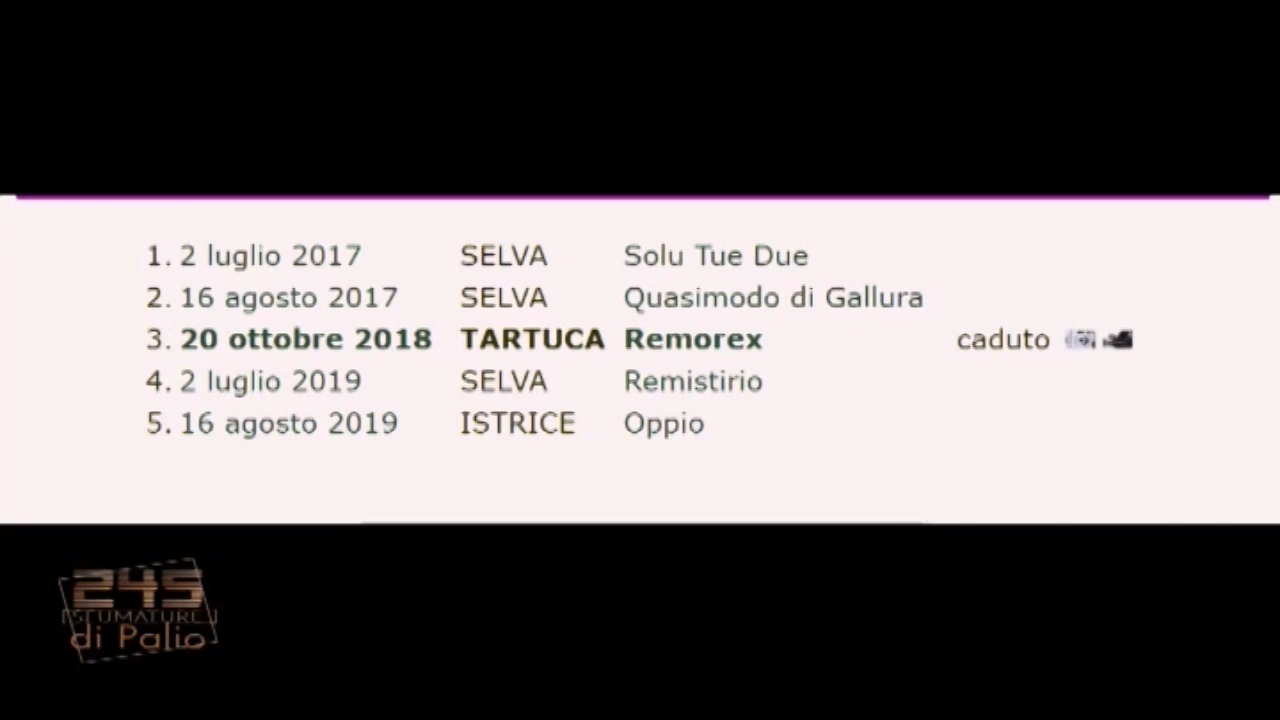 1. 2 luglio 2017 SELVA Solu Tue Due
2. 16 agosto 2017 SELVA Quasimodo di Gallura
3. 20 ottobre 2018 TARTUCA Remorex caduto
4. 2 luglio 2019 SELVA Remistirio
5. 16 agosto 2019 ISTRICE Oppio
245
SFUMATURE
di Palio